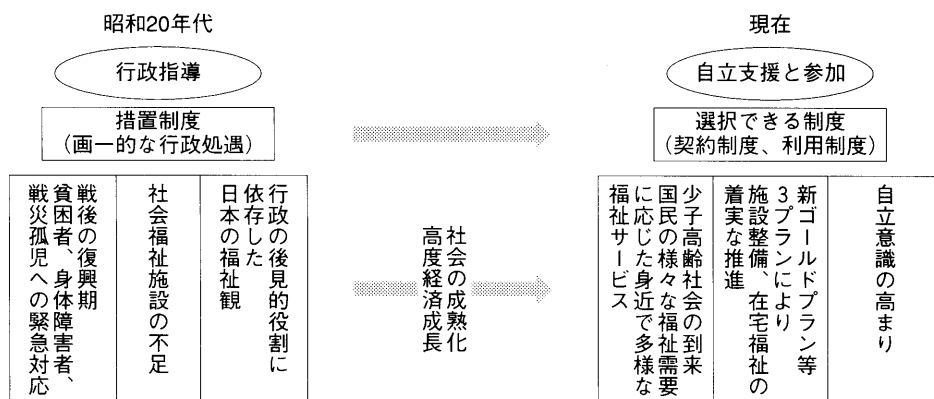 昭和20年代
行政指導
措置制度
（画一的な行政処遇）
戦後の復興期
貧困者、身体障害者、
戦災孤児への緊急対応
社会福祉施設の不足
行政の後見的役割に
依存した
日本の福祉観
社会の成熟化
高度経済成長
現在
自立支援と参加
選択できる制度
（契約制度、利用制度）
少子高齢社会の到来
国民の様々な福祉需要
に応じた身近で多様な
福祉サービス
新ゴールドプラン等
3プランにより
施設整備、在宅福祉の
着実な推進
自立意識の高まり